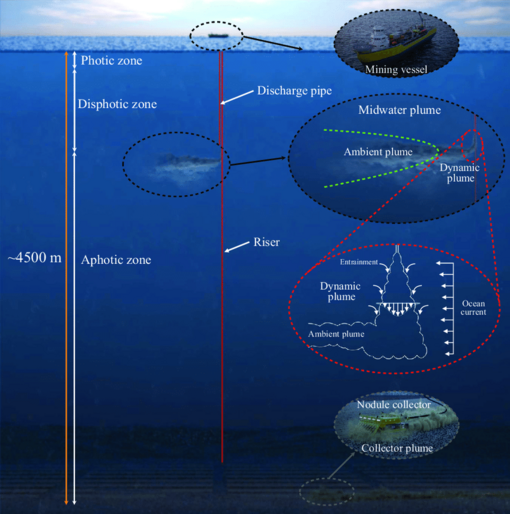 Photic zone
Mining vessel
Discharge pipe
Disphotic zone
Midwater plume
Ambient plume
Dynamic
plume
Riser
~4500 m
Aphotic zone
Entrainment
Dynamic
plume
Ocean
current
Ambient plume
Nodule collector
Collector plume